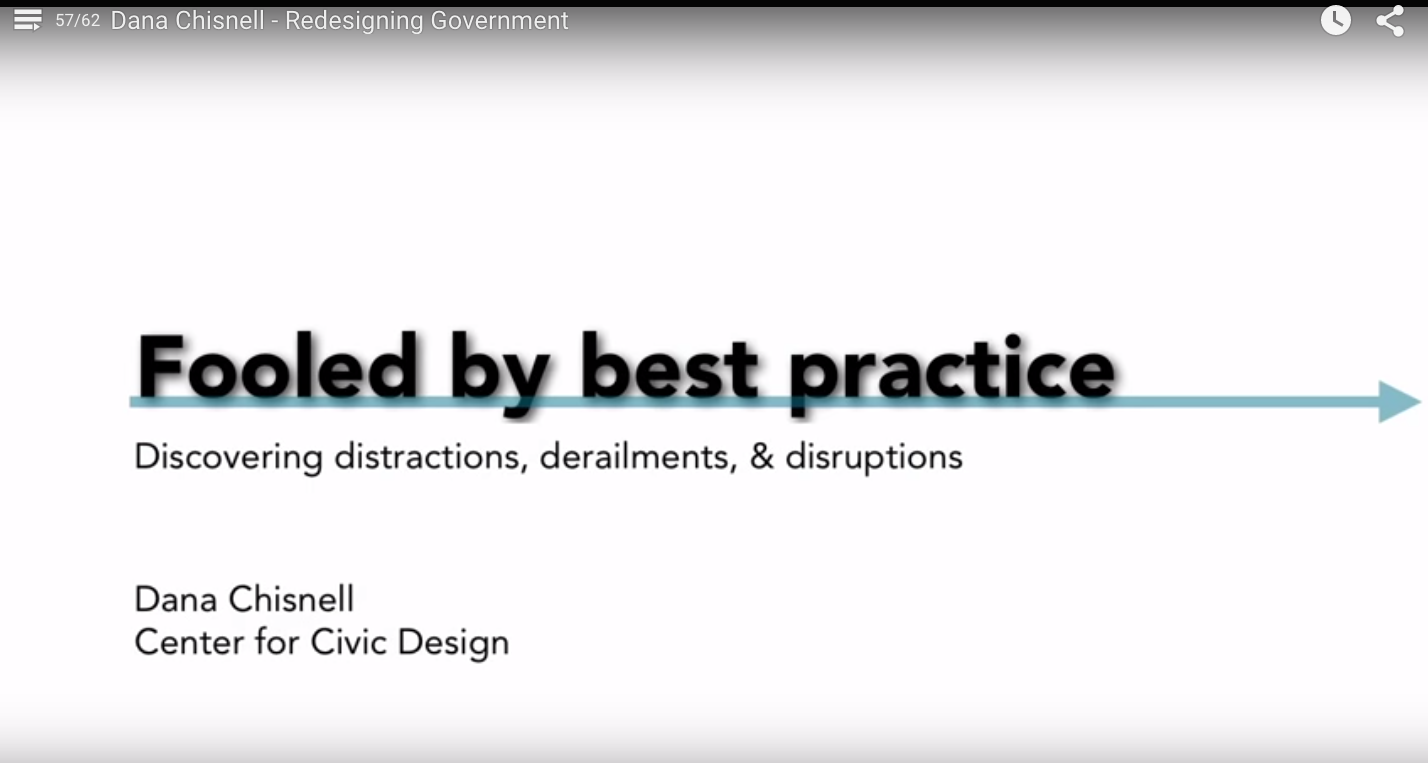 57/62 Dana Chisnell - Redesigning Government
Fooled by best practice
Discovering distractions, derailments, & disruptions
Dana Chisnell
Center for Civic Design